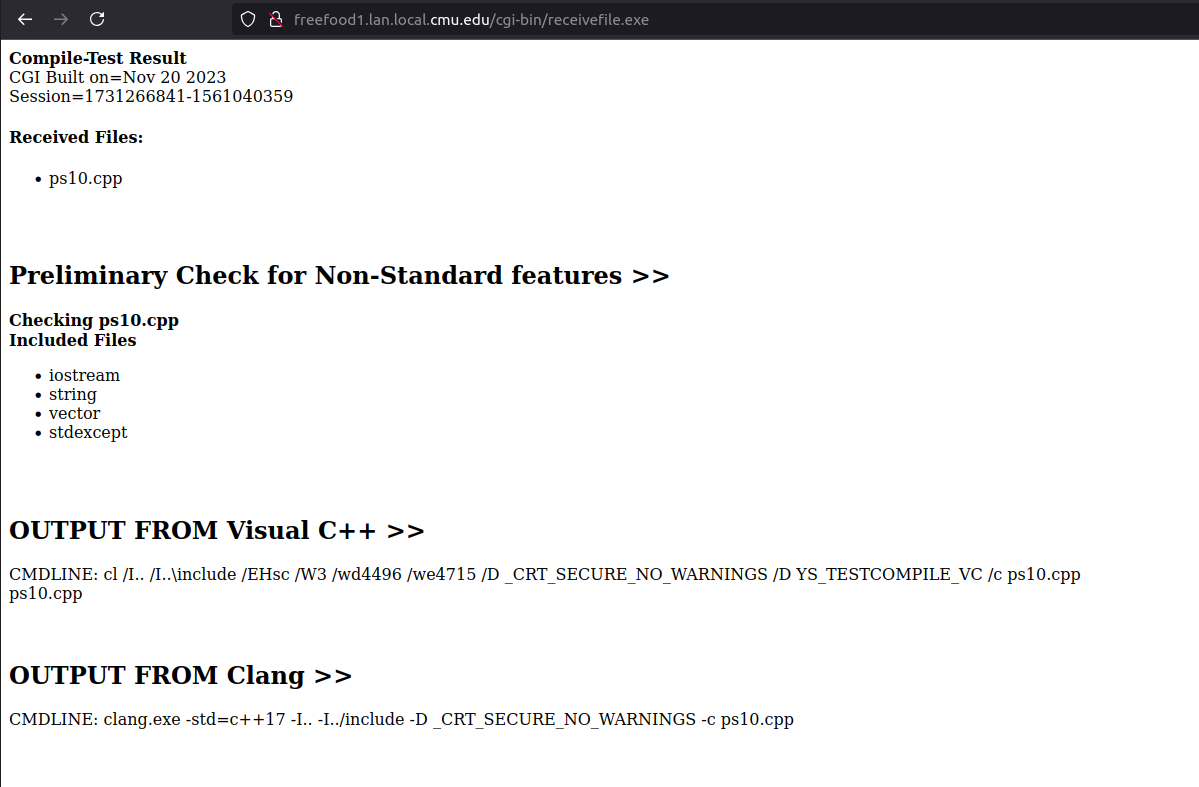 freefood1.lan.local.cmu.edu/cgi-bin/receivefile.exe
Compile-Test Result
CGI Built on=Nov 20 2023
Session=1731266841-1561040359
Received Files:
• ps10.cpp
Preliminary Check for Non-Standard features >>
Checking ps10.cpp
Included Files
• iostream
• string
• vector
• stdexcept
OUTPUT FROM Visual C++ >>
CMDLINE: cl /I.. /I..\include /EHsc /W3 /wd4496 /we4715 /D _CRT_SECURE_NO_WARNINGS /D YS_TESTCOMPILE_VC /c ps10.cpp
ps10.cpp
OUTPUT FROM Clang >>
CMDLINE: clang.exe -std=c++17 -I.. -I../include -D _CRT_SECURE_NO_WARNINGS -c ps10.cpp